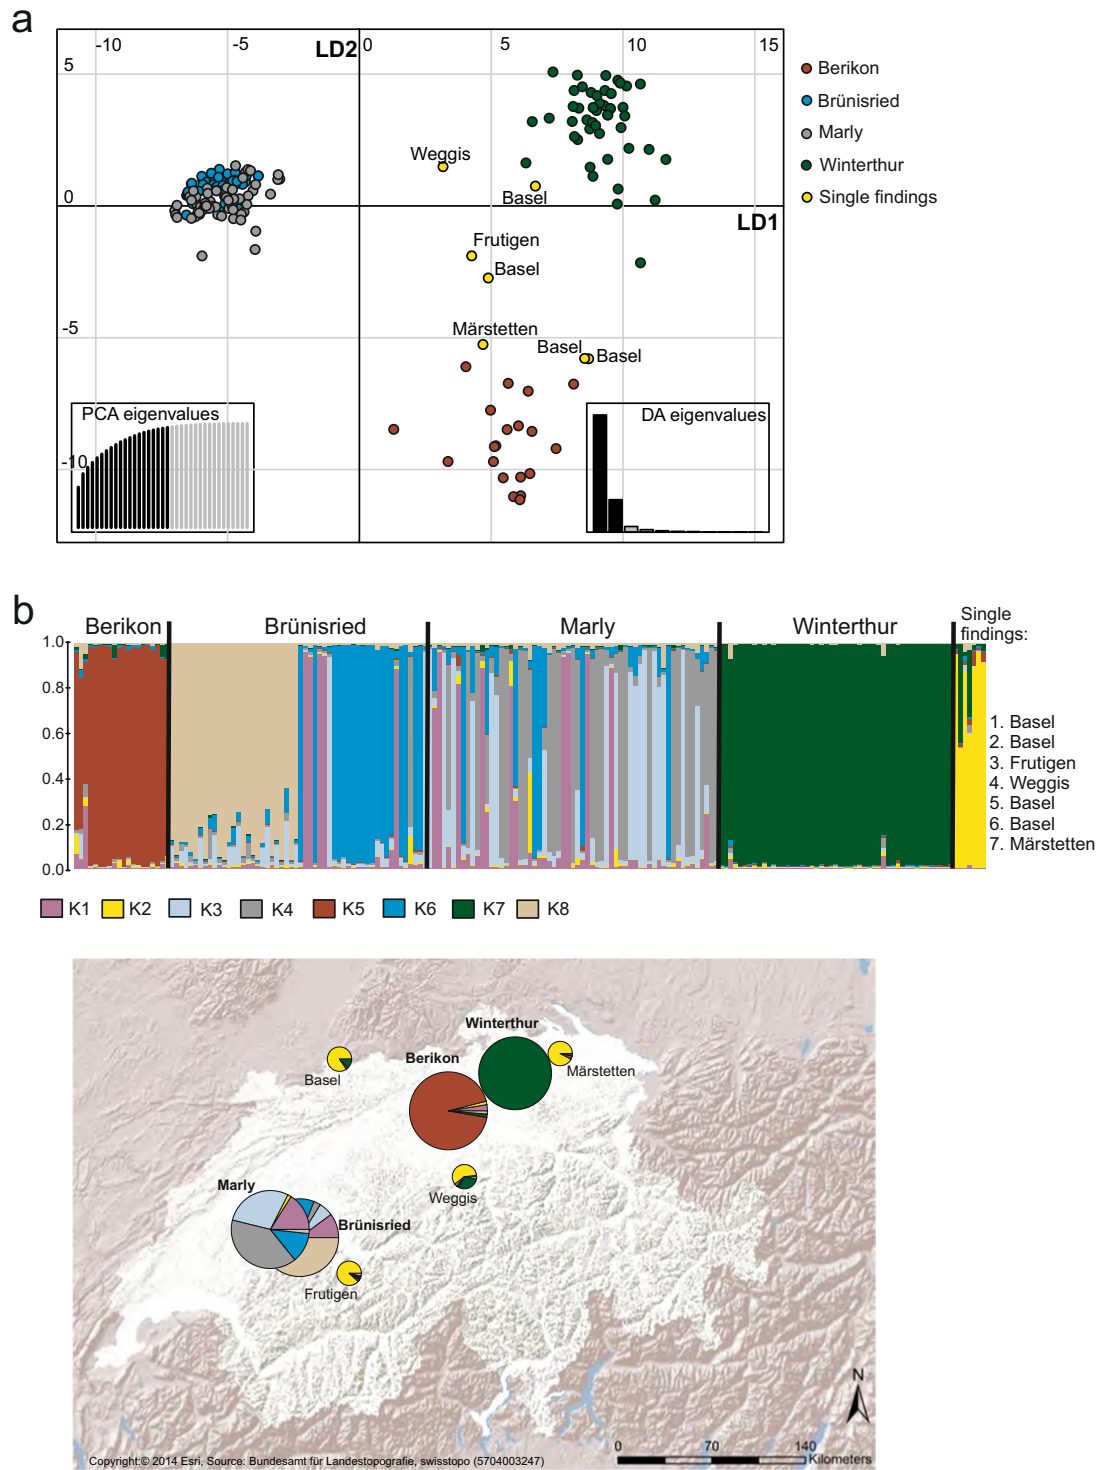 a
-10
-5
LD2
0
5
10
15
5
0
-5
-10
LD1
Weggis
Basel
Frutigen
Basel
Märstetten
Basel
Basel
PCA eigenvalues
DA eigenvalues
Berikon
Brünisried
Marly
Winterthur
Single findings
b
Berikon
Brünisried
Marly
Winterthur
Single
findings:
1.0
0.8
0.6
0.4
0.2
0.0
1. Basel
2. Basel
3. Frutigen
4. Weggis
5. Basel
6. Basel
7. Märstetten
K1
K2
K3
K4
K5
K6
K7
K8
Winterthur
Berikon
Basel
Märstetten
Weggis
Marly
Brünisried
Frutigen
N
0
70
140
Kilometers
Copyright:© 2014 Esri, Source: Bundesamt für Landestopografie, swisstopo (5704003247)